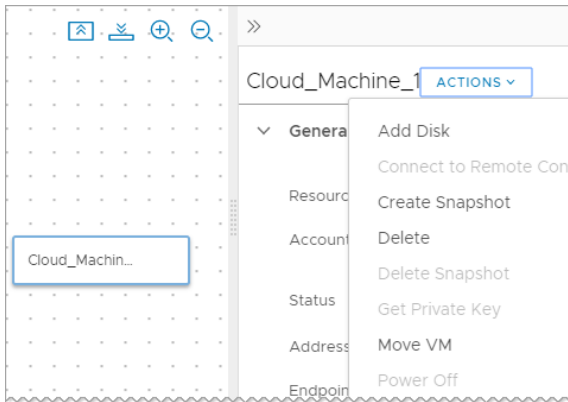 Cloud_Machine_1 ACTIONS
Genera
Add Disk
Connect to Remote Con
Resourc
Create Snapshot
Account
Delete
Cloud_Machin...
Delete Snapshot
Status
Get Private Key
Address
Move VM
Endpoin
Power Off